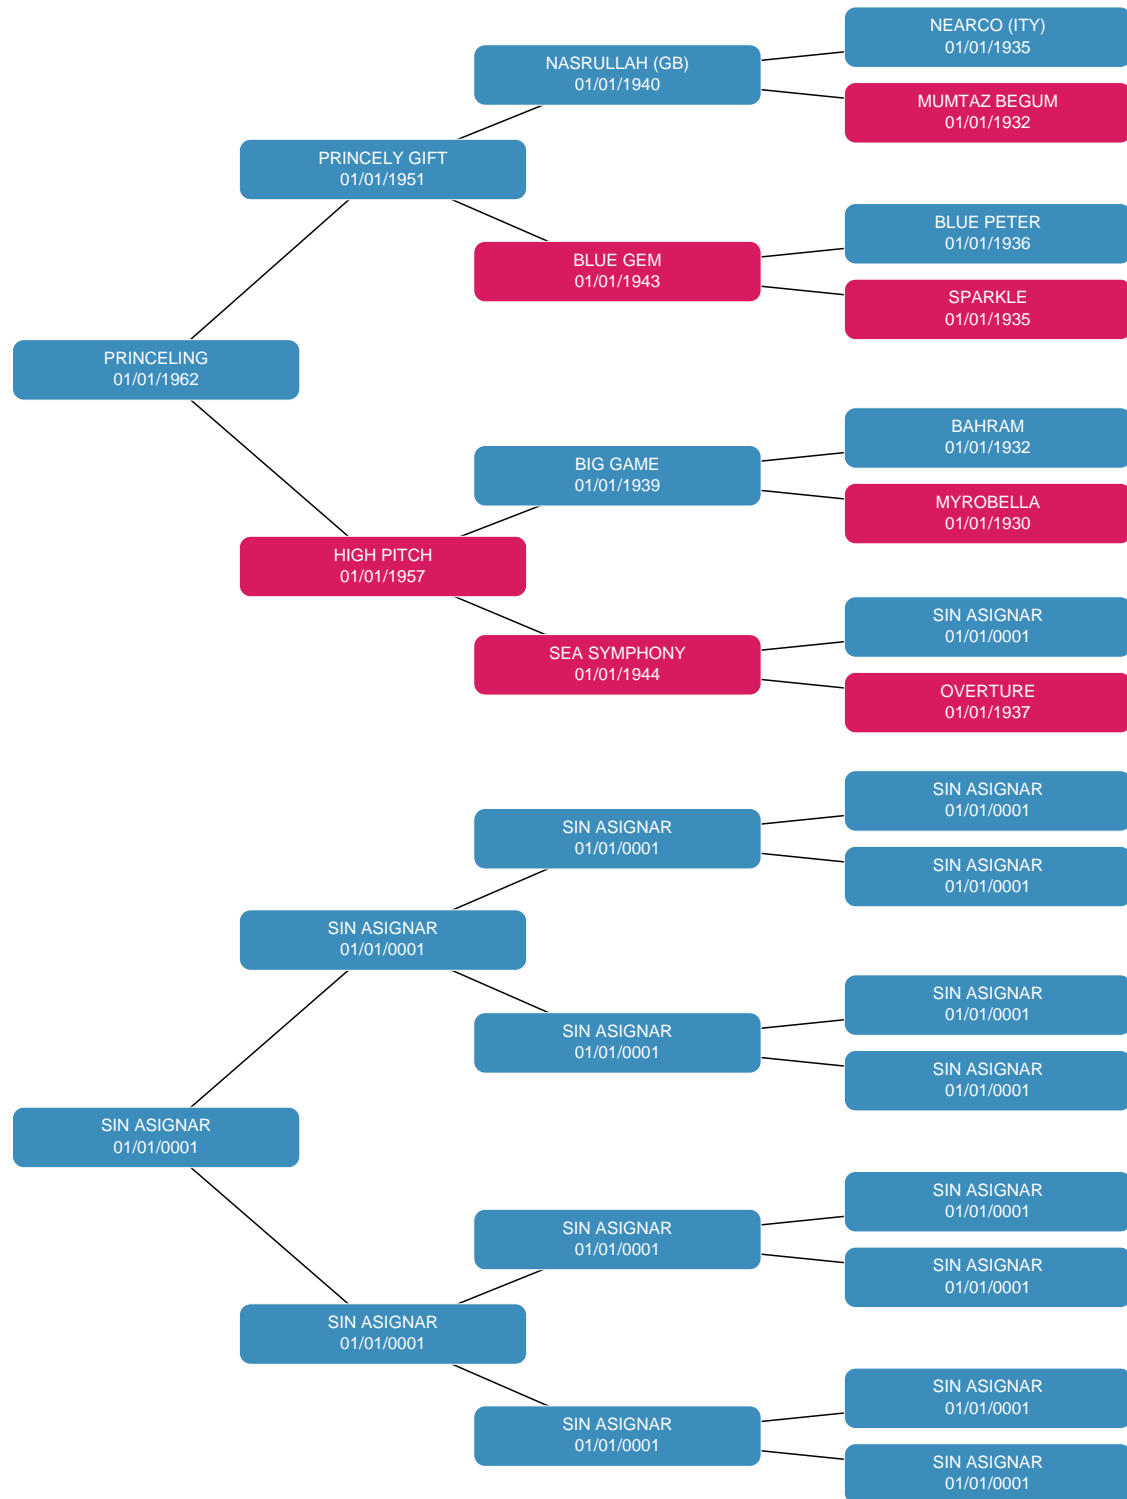 NEARCO (ITY)
01/01/1935
NASRULLAH (GB)
01/01/1940
MUMTAZ BEGUM
01/01/1932
PRINCELY GIFT
01/01/1951
BLUE PETER
01/01/1936
BLUE GEM
01/01/1943
SPARKLE
01/01/1935
PRINCELING
01/01/1962
BAHRAM
01/01/1932
BIG GAME
01/01/1939
MYROBELLA
01/01/1930
HIGH PITCH
01/01/1957
SIN ASIGNAR
01/01/0001
SEA SYMPHONY
01/01/1944
OVERTURE
01/01/1937
SIN ASIGNAR
01/01/0001
SIN ASIGNAR
01/01/0001
SIN ASIGNAR
01/01/0001
SIN ASIGNAR
01/01/0001
SIN ASIGNAR
01/01/0001
SIN ASIGNAR
01/01/0001
SIN ASIGNAR
01/01/0001
SIN ASIGNAR
01/01/0001
SIN ASIGNAR
01/01/0001
SIN ASIGNAR
01/01/0001
SIN ASIGNAR
01/01/0001
SIN ASIGNAR
01/01/0001
SIN ASIGNAR
01/01/0001
SIN ASIGNAR
01/01/0001
SIN ASIGNAR
01/01/0001